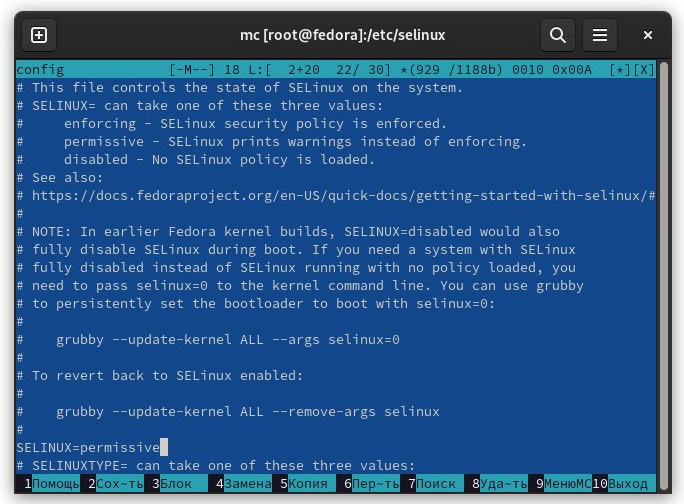 mc [root@fedora]:/etc/selinux
config [-M--] 18 L:[ 2+20 22/ 30] *(929 /1188b) 0010 0x00A [*][X]
# This file controls the state of SELinux on the system.
# SELINUX= can take one of these three values:
#     enforcing - SELinux security policy is enforced.
#     permissive - SELinux prints warnings instead of enforcing.
#     disabled - No SELinux policy is loaded.
# See also:
# https://docs.fedoraproject.org/en-US/quick-docs/getting-started-with-selinux/#
#
# NOTE: In earlier Fedora kernel builds, SELINUX=disabled would also
# fully disable SELinux during boot. If you need a system with SELinux
# fully disabled instead of SELinux running with no policy loaded, you
# need to pass selinux=0 to the kernel command line. You can use grubby
# to persistently set the bootloader to boot with selinux=0:
#
#    grubby --update-kernel ALL --args selinux=0
#
# To revert back to SELinux enabled:
#
#    grubby --update-kernel ALL --remove-args selinux
#
SELINUX=permissive
# SELINUXTYPE= can take one of these three values:
1Помощь 2Сох~ть 3Блок 4Замена 5Копия 6Пер~ть 7Поиск 8Уда~ть 9МенюMC 10Выход